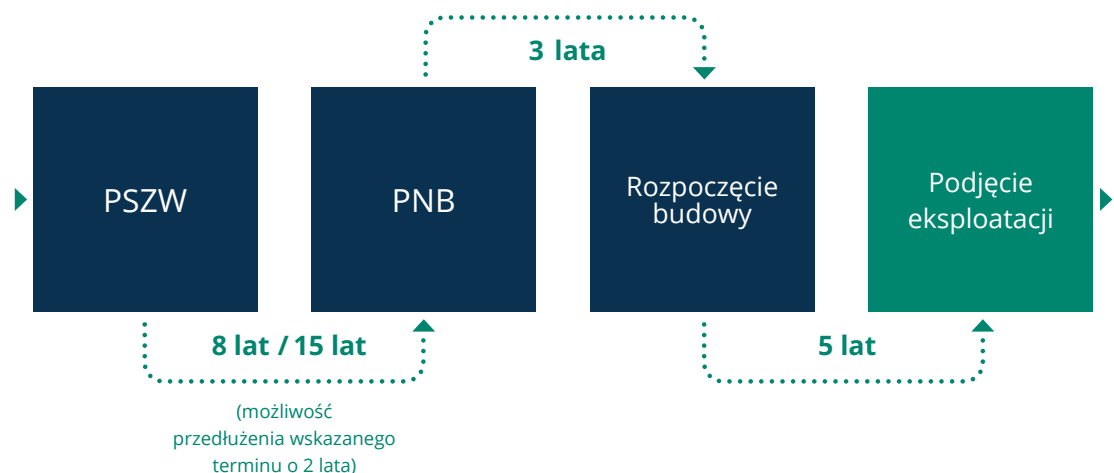 3 lata
PSZW
PNB
Rozpoczęcie
budowy
Podjęcie
eksploatacji
8 lat / 15 lat
5 lat
(możliwość
przedłużenia wskazanego
terminu o 2 lata)